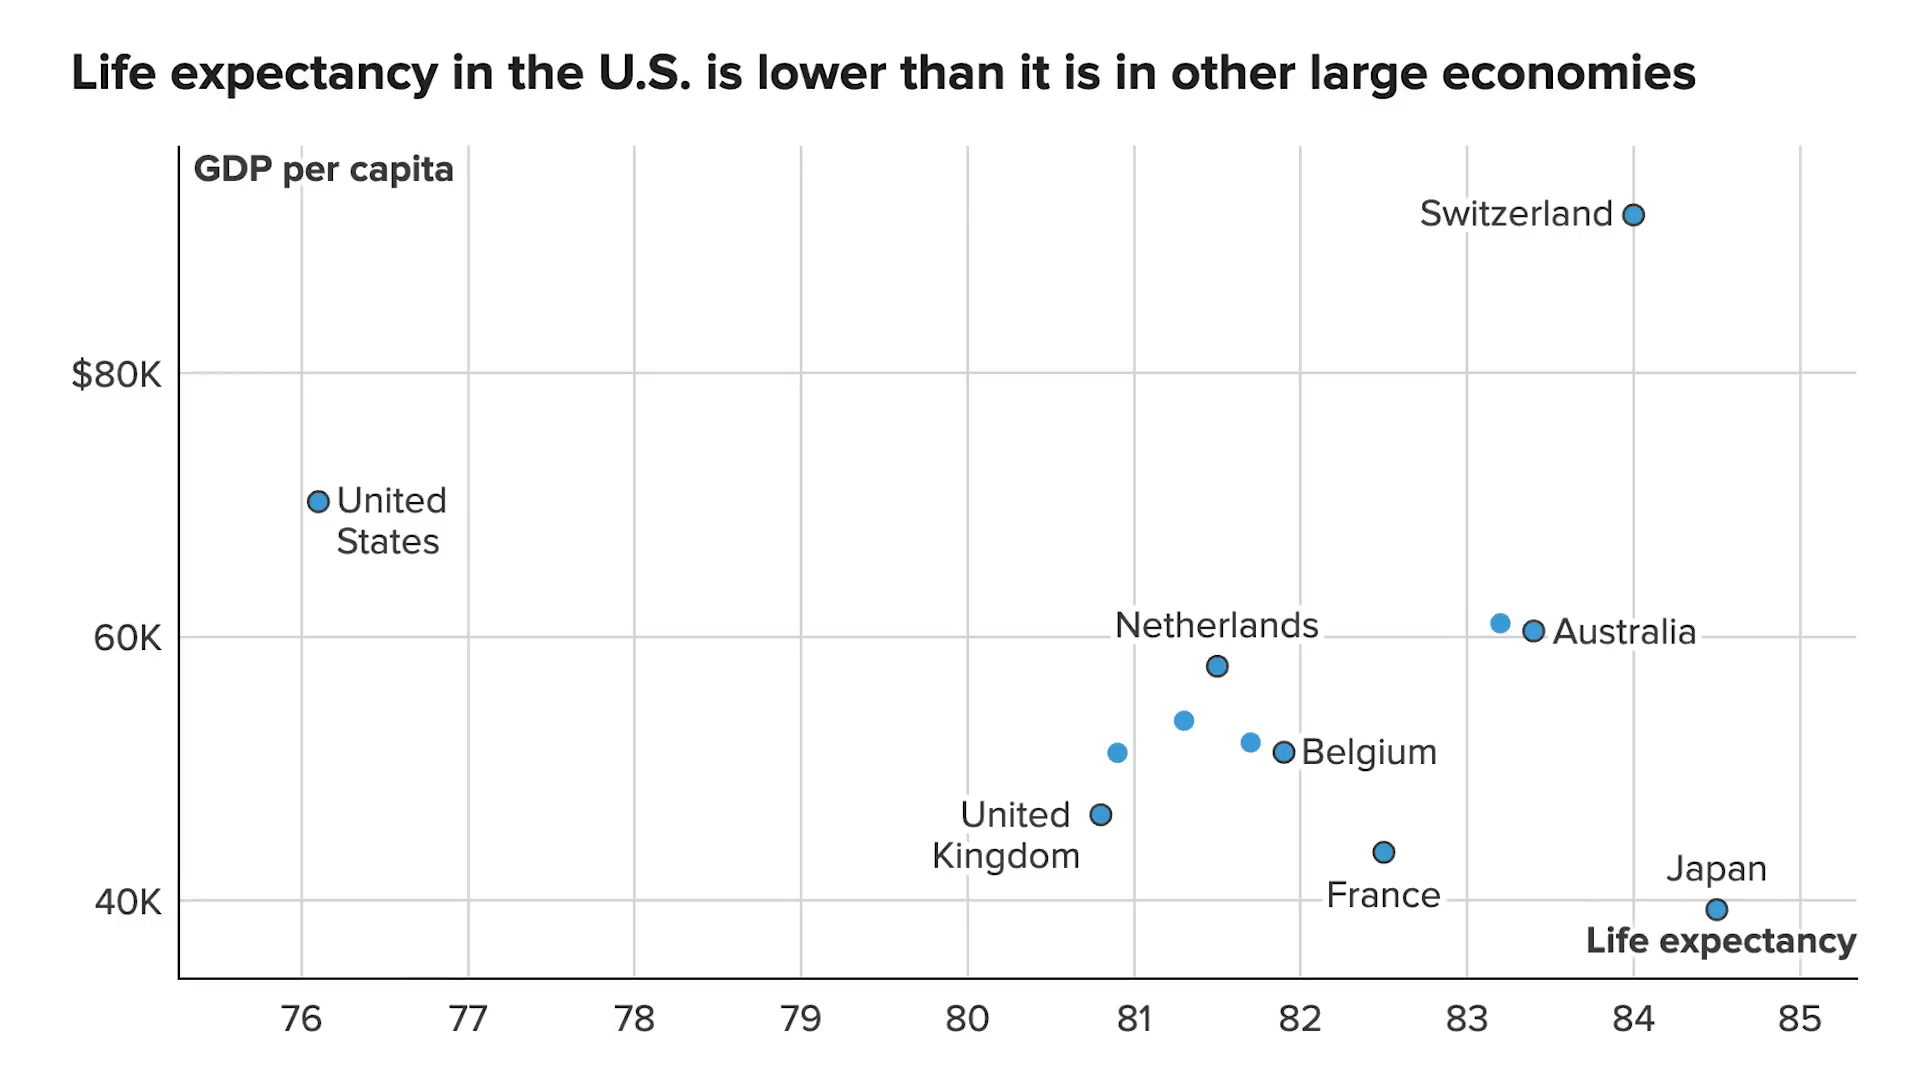 Life expectancy in the U.S. is lower than it is in other large economies
GDP per capita
Switzerland
$80K
United
States
Netherlands
60K
Australia
Belgium
United
Kingdom
Japan
France
40K
Life expectancy
76 77 78 79 80 81 82 83 84 85